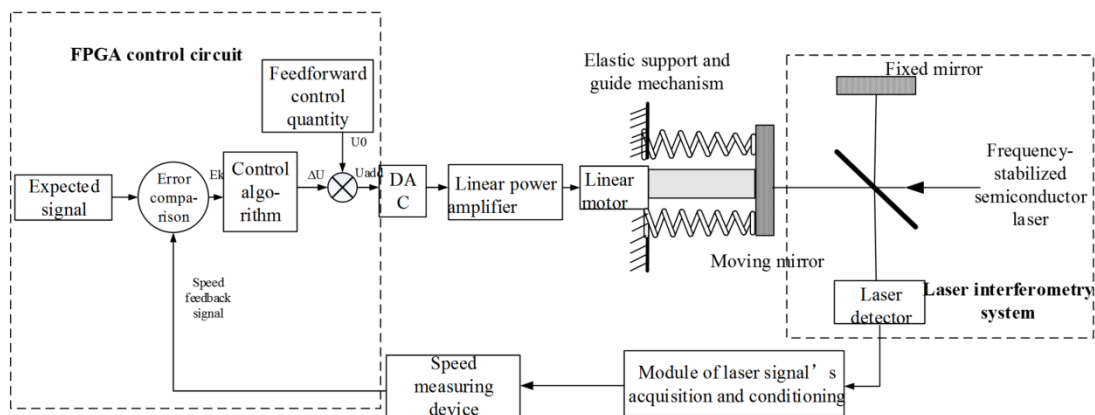 FPGA control circuit
Feedforward
control
quantity
U0
Expected
signal
Error
compa-
rison
Ek
Control
algo-
rithm
ΔU
Uadd
DA
C
Linear power
amplifier
Linear
motor
Elastic support and
guide mechanism
Moving mirror
Fixed mirror
Frequency-
stabilized
semiconductor
laser
Laser
detector
Laser interferometry
system
Speed
feedback
signal
Speed
measuring
device
Module of laser signal’s
acquisition and conditioning